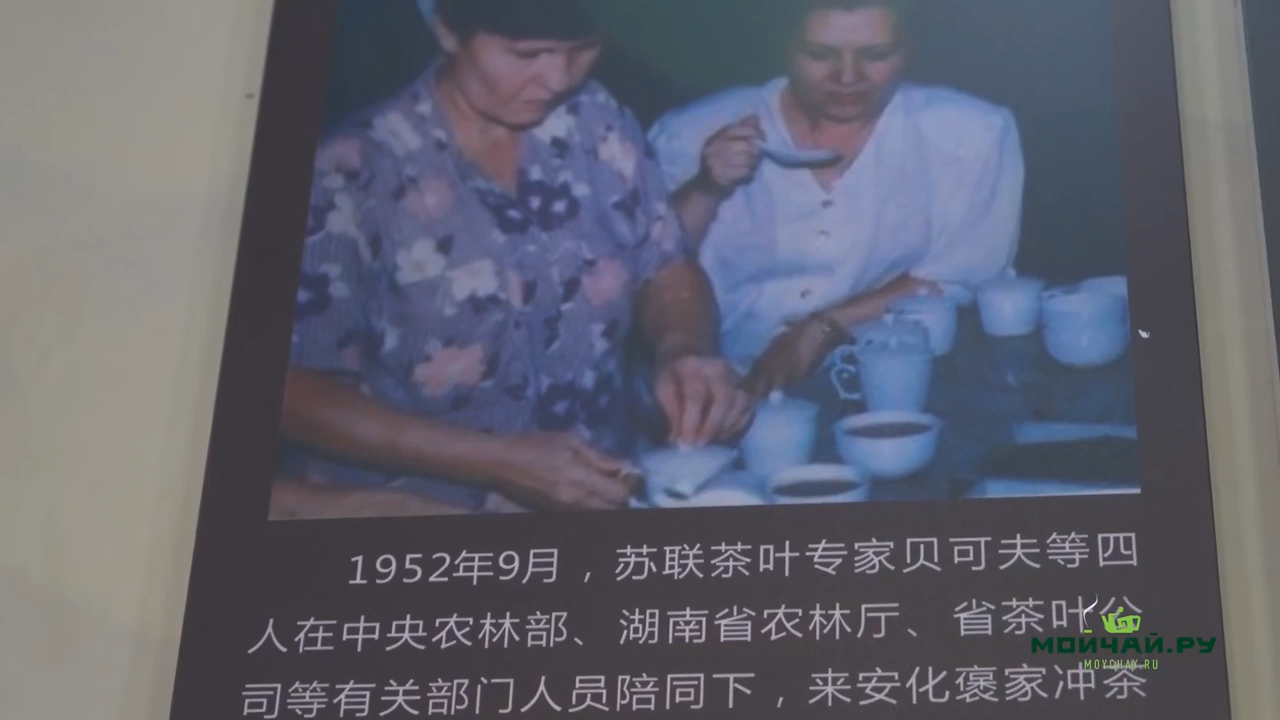 1952年9月，苏联茶叶专家贝可夫等四
人在中央农林部、湖南省农林厅、省茶叶公
司等有关部门人员陪同下，来安化褒家冲茶
МОЙЧАЙ.РУ
MOYCHAY.RU